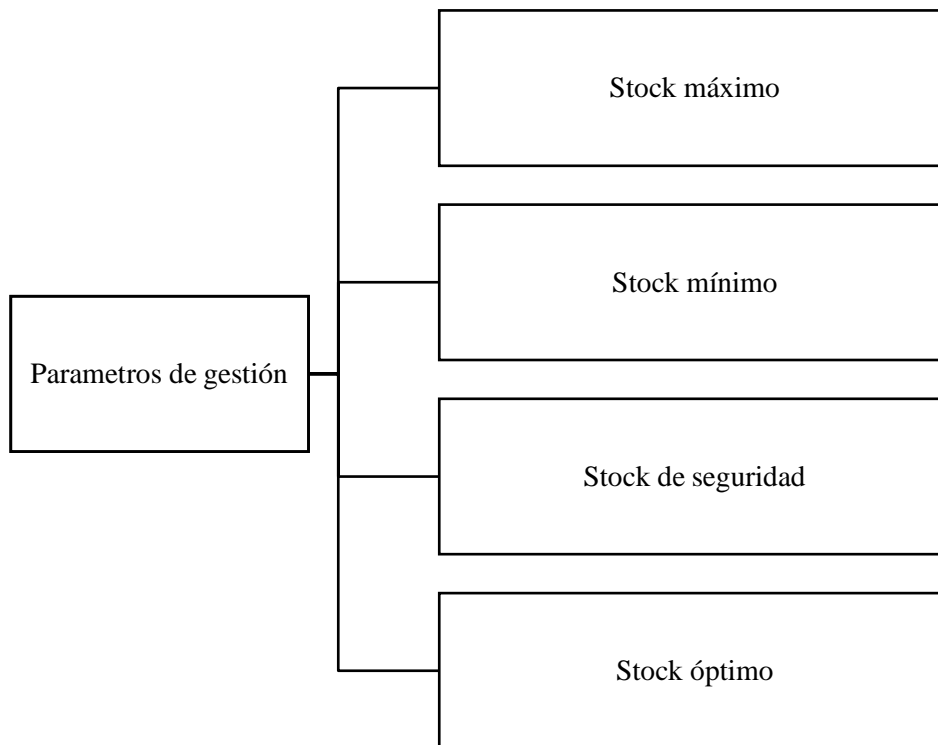 Stock máximo
Stock mínimo
Parametros de gestión
Stock de seguridad
Stock óptimo